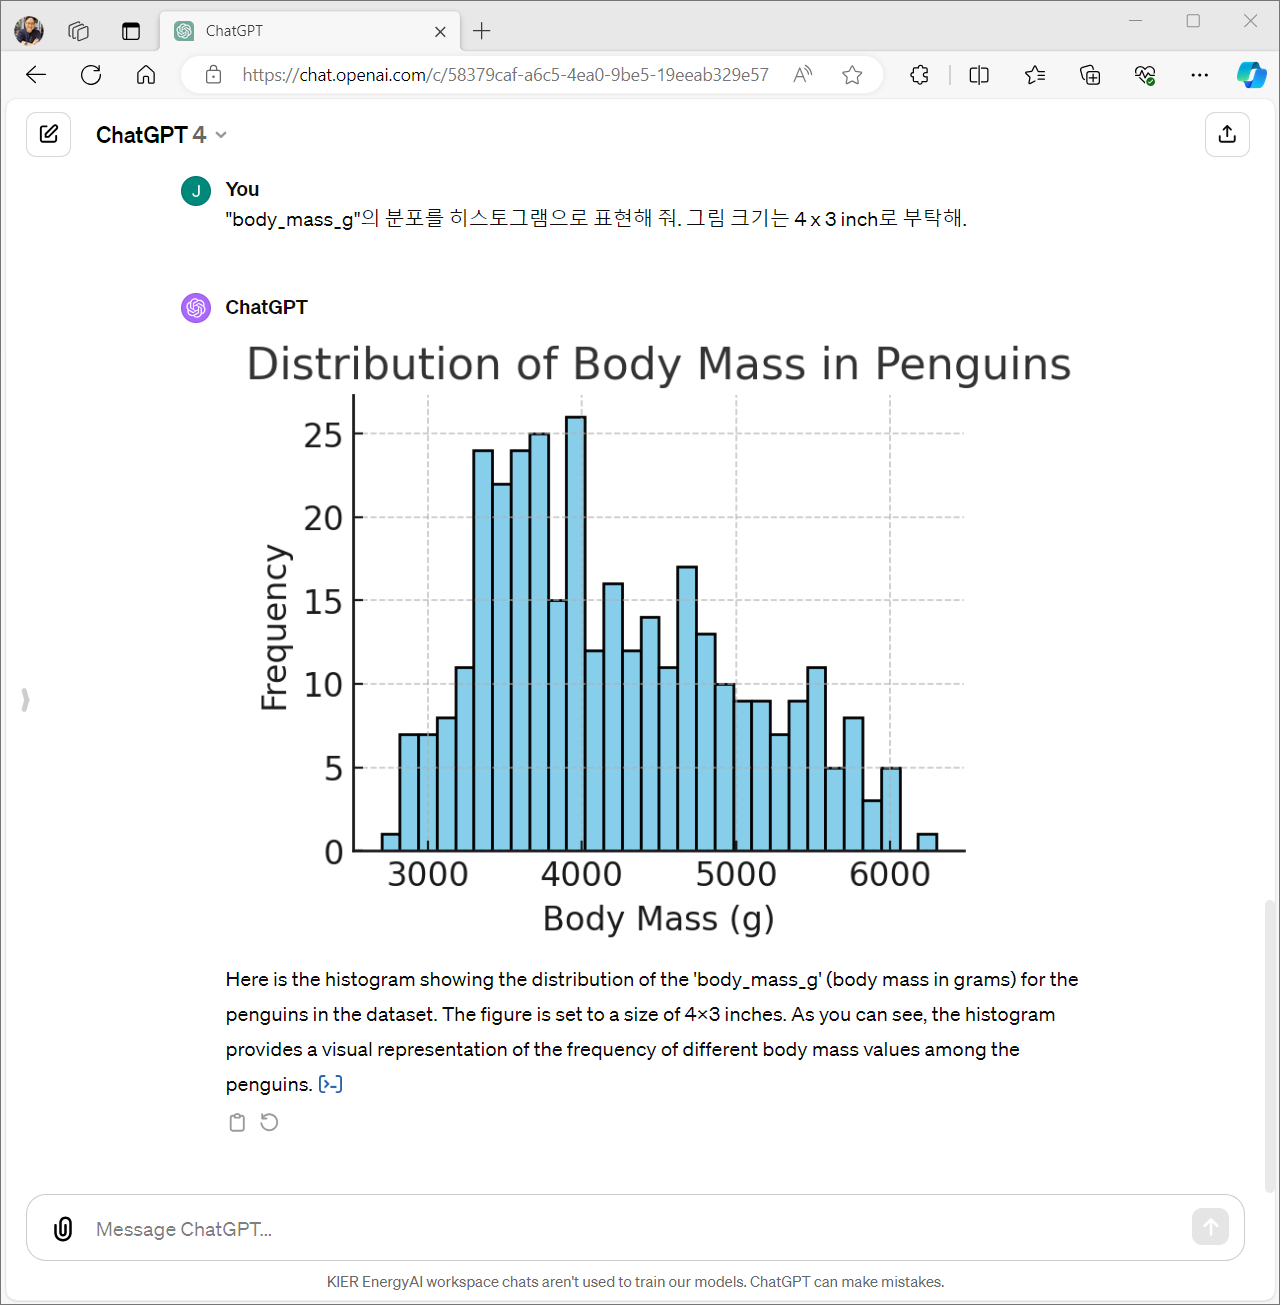 ChatGPT
https://chat.openai.com/c/58379caf-a6c5-4ea0-9be5-19eeab329e57
ChatGPT 4
J
You
"body_mass_g"의 분포를 히스토그램으로 표현해 줘. 그림 크기는 4 x 3 inch로 부탁해.
ChatGPT
Distribution of Body Mass in Penguins
25
20
15
10
5
0
Frequency
3000 4000 5000 6000
Body Mass (g)
Here is the histogram showing the distribution of the 'body_mass_g' (body mass in grams) for the
penguins in the dataset. The figure is set to a size of 4×3 inches. As you can see, the histogram
provides a visual representation of the frequency of different body mass values among the
penguins. [>-]
Message ChatGPT...
KIER EnergyAI workspace chats aren't used to train our models. ChatGPT can make mistakes.